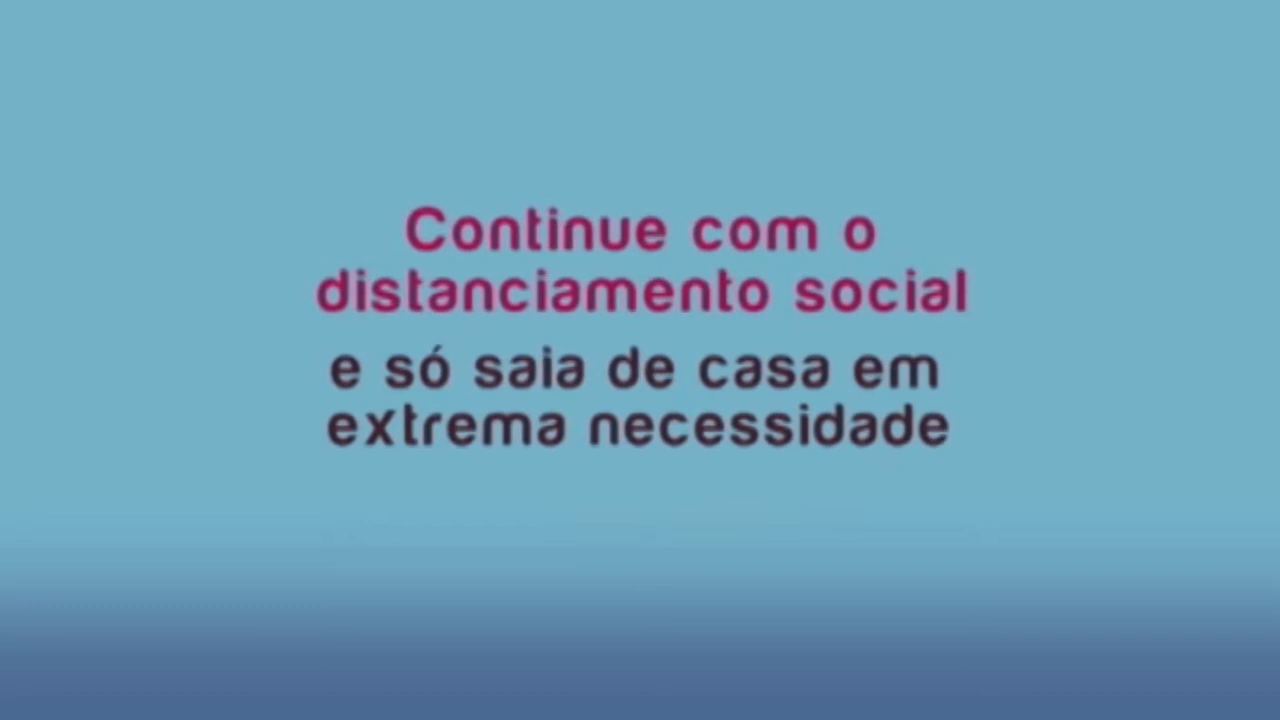 Continue com o
distanciamento social
e só saia de casa em
extrema necessidade